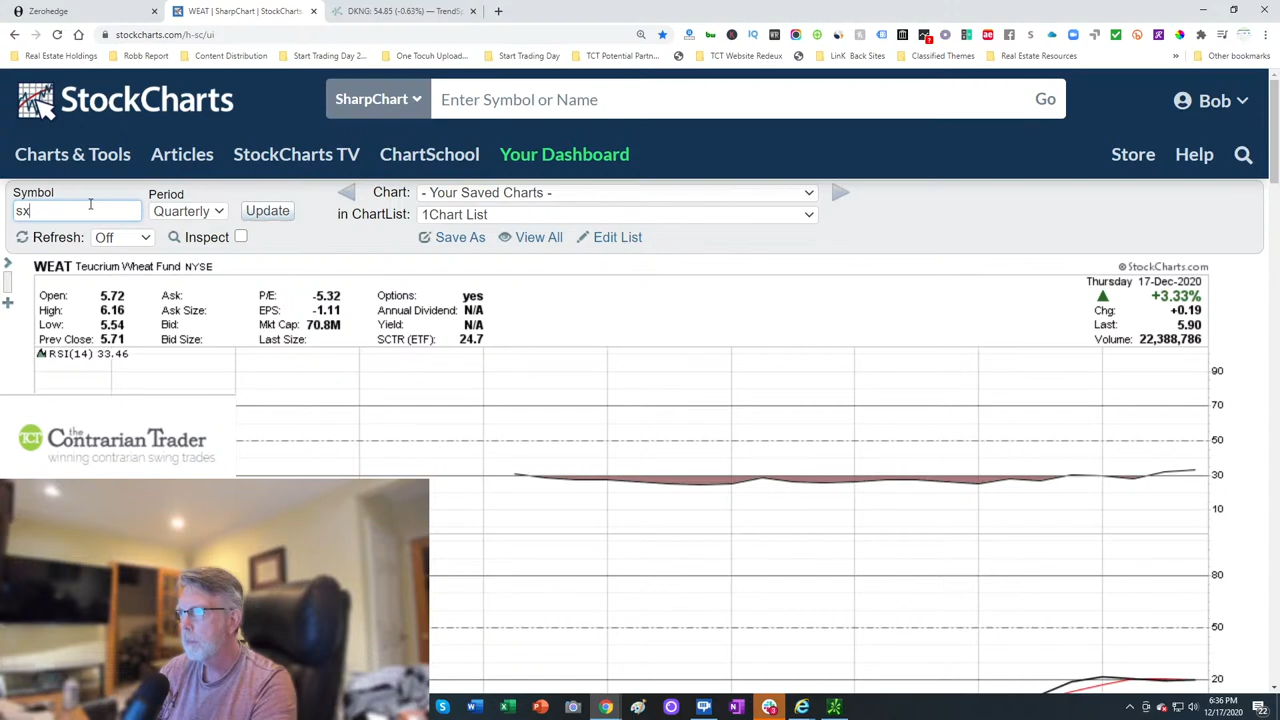 Zerohedge
WEAT | SharpChart | StockCharts
DKNG: 54.85 (-0.63%) — TrendS
stockcharts.com/h-sc/ui
Real Estate Holdings
Robb Report
Content Distribution
Start Trading Day 2...
One Totuch Upload...
Start Trading Day
TCT Potential Partn...
TCT Website Redeux
LinK Back Sites
Classified Themes
Real Estate Resources
Other bookmarks
StockCharts
SharpChart
Enter Symbol or Name
Go
Bob
Charts & Tools
Articles
StockCharts TV
ChartSchool
Your Dashboard
Store
Help
Symbol
Period
Chart:
- Your Saved Charts -
sx
Quarterly
Update
in ChartList:
1Chart List
Refresh:
Off
Inspect
Save As
View All
Edit List
WEAT Teucrium Wheat Fund NYSE
© StockCharts.com
Thursday 17-Dec-2020
Open: 5.72 Ask: P/E: -5.32 Options: yes
+3.33%
High: 6.16 Ask Size: EPS: -1.11 Annual Dividend: N/A
Chg: +0.19
Low: 5.54 Bid: Mkt Cap: 70.8M Yield: N/A
Last: 5.90
Prev Close: 5.71 Bid Size: Last Size: SCTR (ETF): 24.7
Volume: 22,388,786
RSI(14) 33.46
90
70
50
30
10
80
50
20
TCT the Contrarian Trader
winning contrarian swing trades
6:36 PM
12/17/2020
22